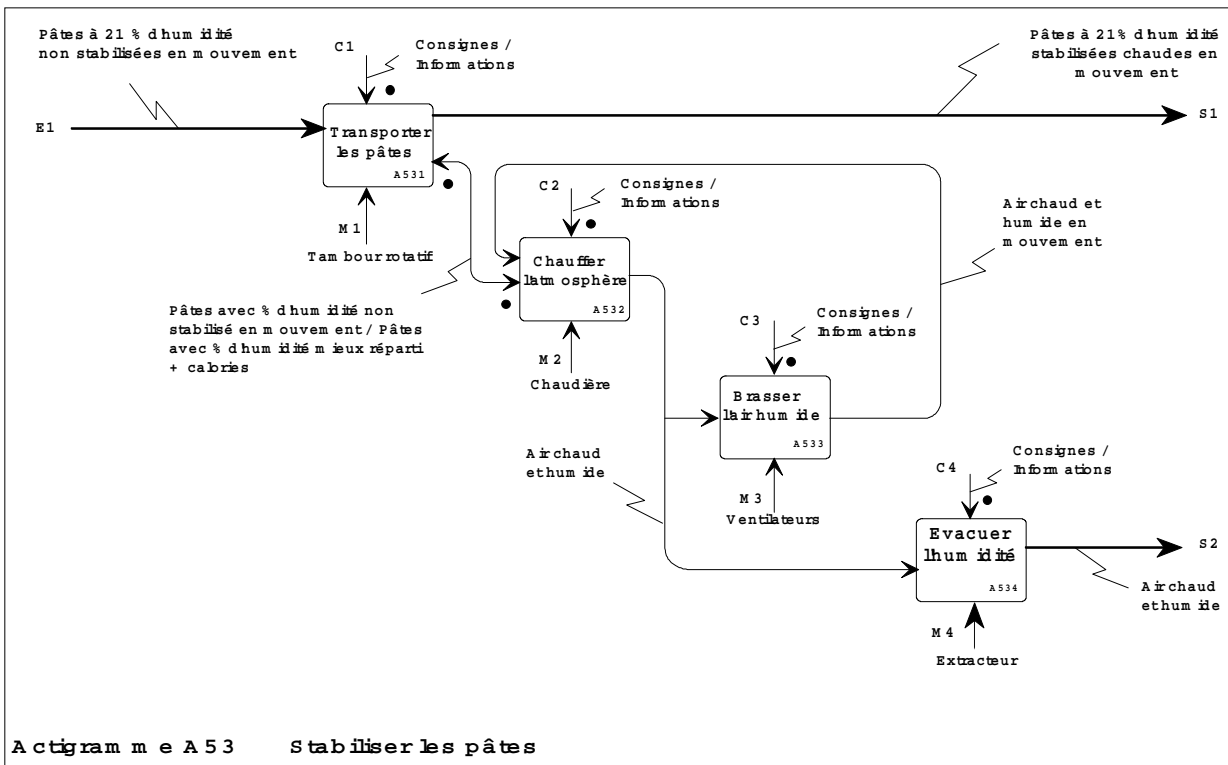 Pâtes à 21 % d'humidité
non stabilisées en mouvement
C1
Consignes /
Informations
Pâtes à 21% d'humidité
stabilisées chaudes en
mouvement
E1
S1
Transporter
les pâtes
A531
M1
Tambour rotatif
C2
Consignes /
Informations
Air chaud et
humide en
mouvement
Chauffer
l'atmosphère
A532
M2
Chaudière
Pâtes avec % d'humidité non
stabilisé en mouvement / Pâtes
avec % d'humidité mieux réparti
+ calories
C3
Consignes /
Informations
Brasser
l'air humide
A533
M3
Ventilateurs
Air chaud
et humide
C4
Consignes /
Informations
Evacuer
l'humidité
A534
S2
Air chaud
et humide
M4
Extracteur
Actigramme A53 Stabiliser les pâtes